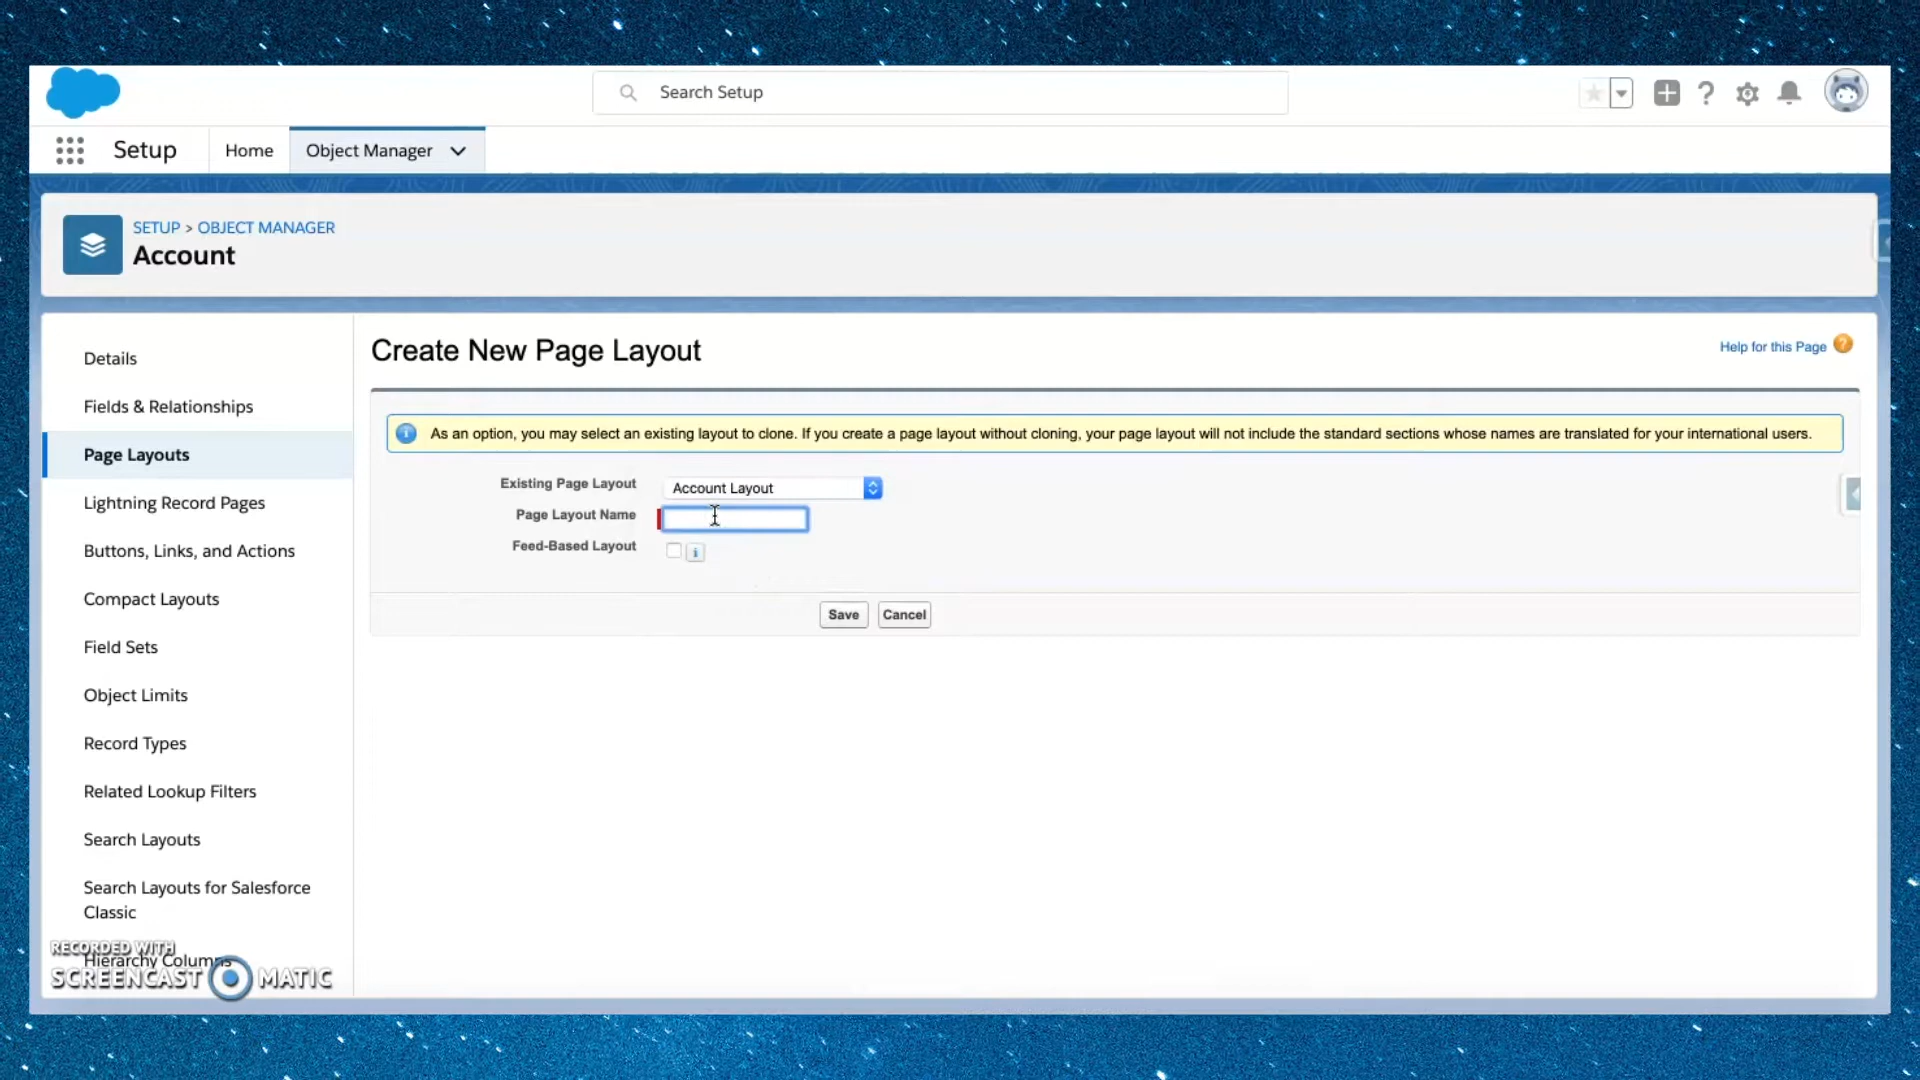 Search Setup
Setup
Home
Object Manager
SETUP > OBJECT MANAGER
Account
Details
Fields & Relationships
Page Layouts
Lightning Record Pages
Buttons, Links, and Actions
Compact Layouts
Field Sets
Object Limits
Record Types
Related Lookup Filters
Search Layouts
Search Layouts for Salesforce
Classic
Hierarchy Columns
Create New Page Layout
Help for this Page
As an option, you may select an existing layout to clone. If you create a page layout without cloning, your page layout will not include the standard sections whose names are translated for your international users.
Existing Page Layout
Account Layout
Page Layout Name
Feed-Based Layout
Save
Cancel
RECORDED WITH
SCREENCAST MATIC